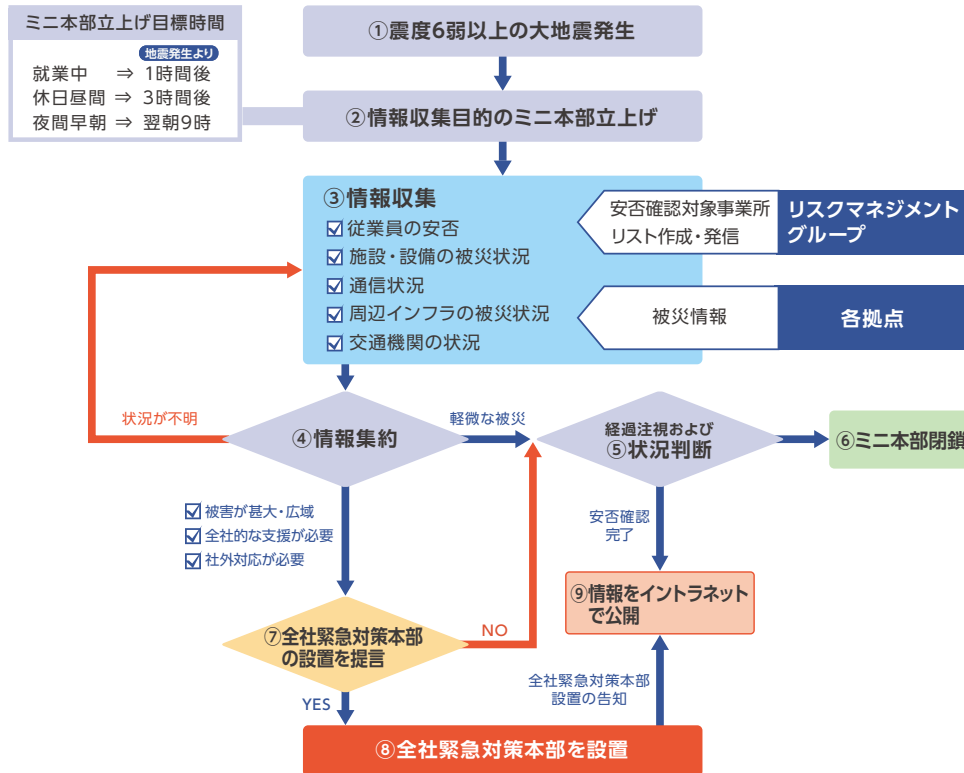 ミニ本部立上げ目標時間
地震発生より
就業中 ⇒ 1時間後
休日昼間 ⇒ 3時間後
夜間早朝 ⇒ 翌朝9時
①震度6弱以上の大地震発生
②情報収集目的のミニ本部立上げ
③情報収集
従業員の安否
施設・設備の被災状況
通信状況
周辺インフラの被災状況
交通機関の状況
安否確認対象事業所
リスト作成・発信
リスクマネジメント
グループ
被災情報
各拠点
状況が不明
④情報集約
軽微な被災
経過注視および
⑤状況判断
⑥ミニ本部閉鎖
被害が甚大・広域
全社的な支援が必要
社外対応が必要
安否確認
完了
⑨情報をイントラネット
で公開
⑦全社緊急対策本部
の設置を提言
NO
YES
全社緊急対策本部
設置の告知
⑧全社緊急対策本部を設置